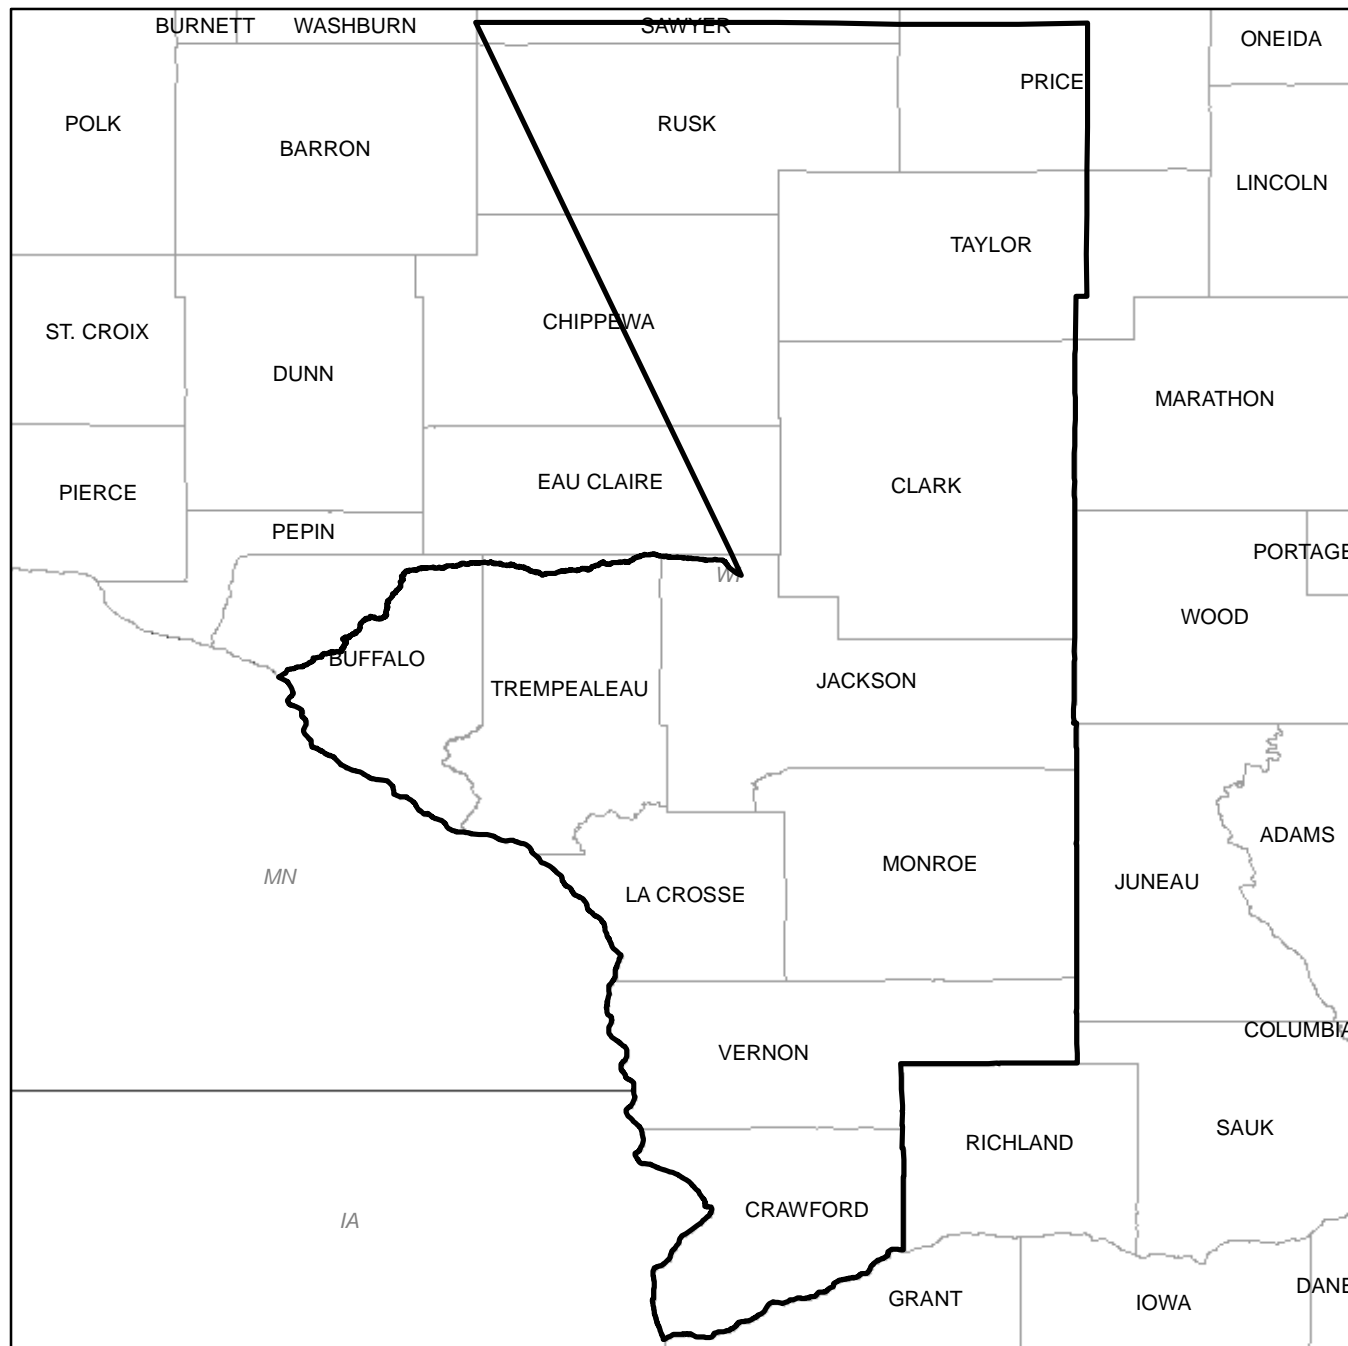 BURNETT WASHBURN SAWYER
ONEIDA
PRICE
POLK RUSK
BARRON
LINCOLN
TAYLOR
ST. CROIX CHIPPEWA
DUNN
MARATHON
PIERCE EAU CLAIRE CLARK
PEPIN
PORTAGE
WI
WOOD
BUFFALO
TREMPEALEAU JACKSON
ADAMS
MN LA CROSSE MONROE JUNEAU
COLUMBIA
VERNON
RICHLAND SAUK
IA CRAWFORD
GRANT IOWA DANE